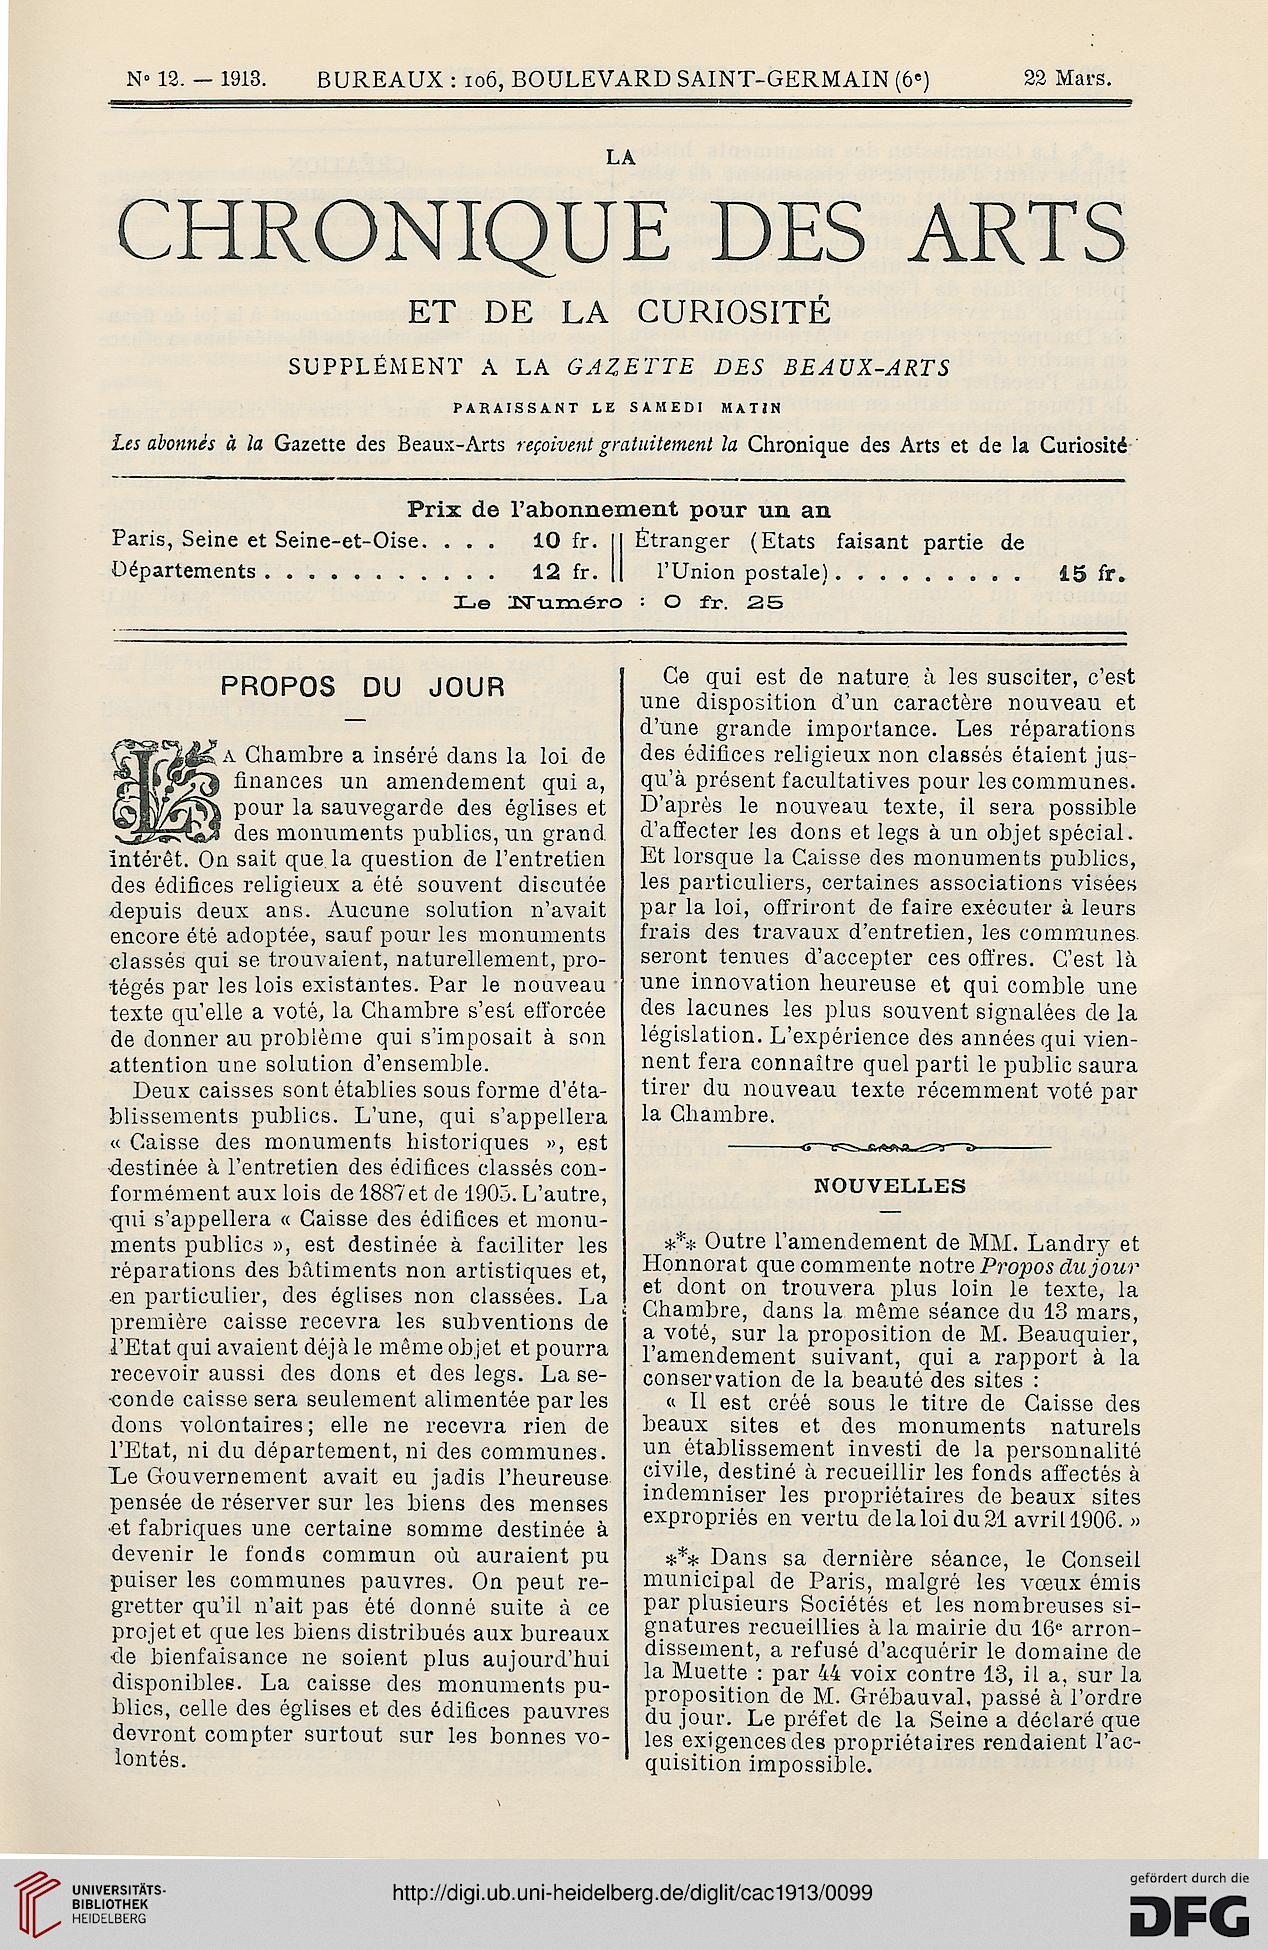 N° 12. — 1913. BUREAUX : 106, BOULEVARD SAINT-GERMAIN (6e) 22 Mars.
LA
CHRONIQUE DES ARTS
ET DE LA CURIOSITÉ
SUPPLÉMENT A LA GAZETTE DES BEAUX-ARTS
PARAISSANT LE SAMEDI MATIN
Les abonnés à la Gazette des Beaux-Arts reçoivent gratuitement la Chronique des Arts et de la Curiosité
Prix de l'abonnement pour un an
Paris, Seine et Seine-et-Oise. . . . 10 fr.
Départements . . . . . . . . . . . 12 fr.
Étranger (Etats faisant partie de
l'Union postale) . . . . . . . . . 15 fr.
Le Numéro : 0 fr. 25
PROPOS DU JOUR
LA Chambre a inséré dans la loi de
finances un amendement qui a,
pour la sauvegarde des églises et
des monuments publics, un grand
intérêt. On sait que la question de l'entretien
des édifices religieux a été souvent discutée
depuis deux ans. Aucune solution n'avait
encore été adoptée, sauf pour les monuments
classés qui se trouvaient, naturellement, pro-
tégés par les lois existantes. Par le nouveau
texte qu'elle a voté, la Chambre s'est efforcée
de donner au problème qui s'imposait à son
attention une solution d'ensemble.
Deux caisses sont établies sous forme d'éta-
blissements publics. L'une, qui s'appellera
« Caisse des monuments historiques », est
destinée à l'entretien des édifices classés con-
formément aux lois de 1887 et de 1905. L'autre,
qui s'appellera « Caisse des édifices et monu-
ments publics », est destinée à faciliter les
réparations des bâtiments non artistiques et,
en particulier, des églises non classées. La
première caisse recevra les subventions de
l'Etat qui avaient déjà le même objet et pourra
recevoir aussi des dons et des legs. La se-
conde caisse sera seulement alimentée par les
dons volontaires; elle ne recevra rien de
l'Etat, ni du département, ni des communes.
Le Gouvernement avait eu jadis l'heureuse
pensée de réserver sur les biens des menses
et fabriques une certaine somme destinée à
devenir le fonds commun où auraient pu
puiser les communes pauvres. On peut re-
gretter qu'il n'ait pas été donné suite à ce
projet et que les biens distribués aux bureaux
de bienfaisance ne soient plus aujourd'hui
disponibles. La caisse des monuments pu-
blics, celle des églises et des édifices pauvres
devront compter surtout sur les bonnes vo-
lontés.
Ce qui est de nature à les susciter, c'est
une disposition d'un caractère nouveau et
d'une grande importance. Les réparations
des édifices religieux non classés étaient jus-
qu'à présent facultatives pour les communes.
D'après le nouveau texte, il sera possible
d'affecter les dons et legs à un objet spécial.
Et lorsque la Caisse des monuments publics,
les particuliers, certaines associations visées
par la loi, offriront de faire exécuter à leurs
frais des travaux d'entretien, les communes
seront tenues d'accepter ces offres. C'est là
une innovation heureuse et qui comble une
des lacunes les plus souvent signalées de la
législation. L'expérience des années qui vien-
nent fera connaître quel parti le public saura
tirer du nouveau texte récemment voté par
la Chambre.
NOUVELLES
*** Outre l'amendement de MM. Landry et
Honnorat que commente notre Propos du jour
et dont on trouvera plus loin le texte, la
Chambre, dans la même séance du 13 mars,
a voté, sur la proposition de M. Beauquier,
l'amendement suivant, qui a rapport à la
conservation de la beauté des sites :
« Il est créé sous le titre de Caisse des
beaux sites et des monuments naturels
un établissement investi de la personnalité
civile, destiné à recueillir les fonds affectés à
indemniser les propriétaires de beaux sites
expropriés en vertu de la loi du 21 avril 1906. »
*** Dans sa dernière séance, le Conseil
municipal de Paris, malgré les vœux émis
par plusieurs Sociétés et les nombreuses si-
gnatures recueillies à la mairie du 16e arron-
dissement, a refusé d'acquérir le domaine de
la Muette : par 44 voix contre 13, il a, sur la
proposition de M. Grébauval, passé à l'ordre
du jour. Le préfet de la Seine a déclaré que
les exigences des propriétaires rendaient l'ac-
quisition impossible.
UNIVERSITÄTS-
BIBLIOTHEK
HEIDELBERG
http://digi.ub.uni-heidelberg.de/diglit/cac1913/0099
gefördert durch die
DFG